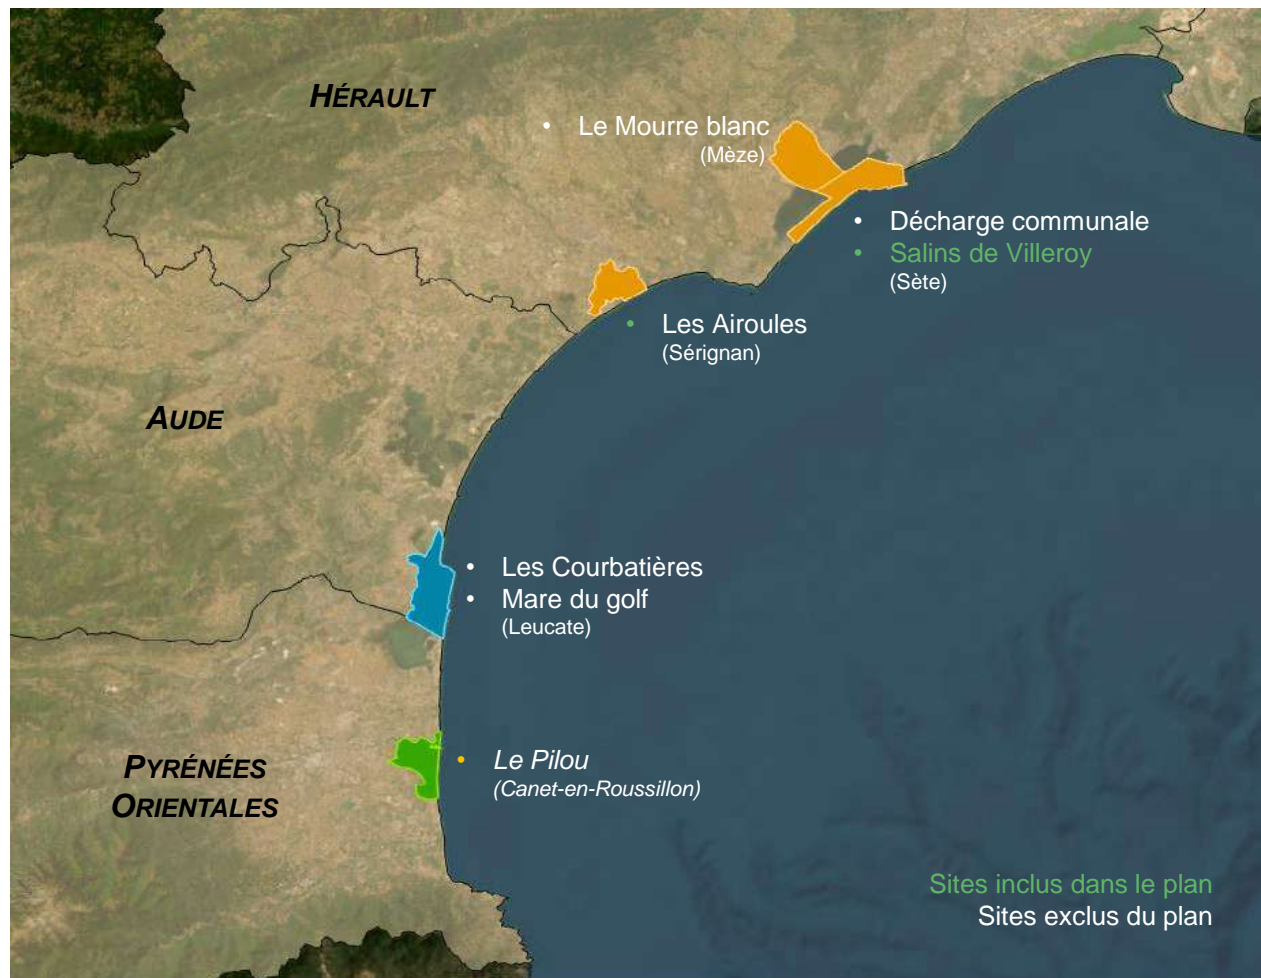 HÉRAULT
• Le Mourre blanc
(Mèze)
• Décharge communale
• Salins de Villeroy
(Sète)
• Les Airoules
(Sérignan)
AUDE
• Les Courbatières
• Mare du golf
(Leucate)
PYRÉNÉES
ORIENTALES
• Le Pilou
(Canet-en-Roussillon)
Sites inclus dans le plan
Sites exclus du plan